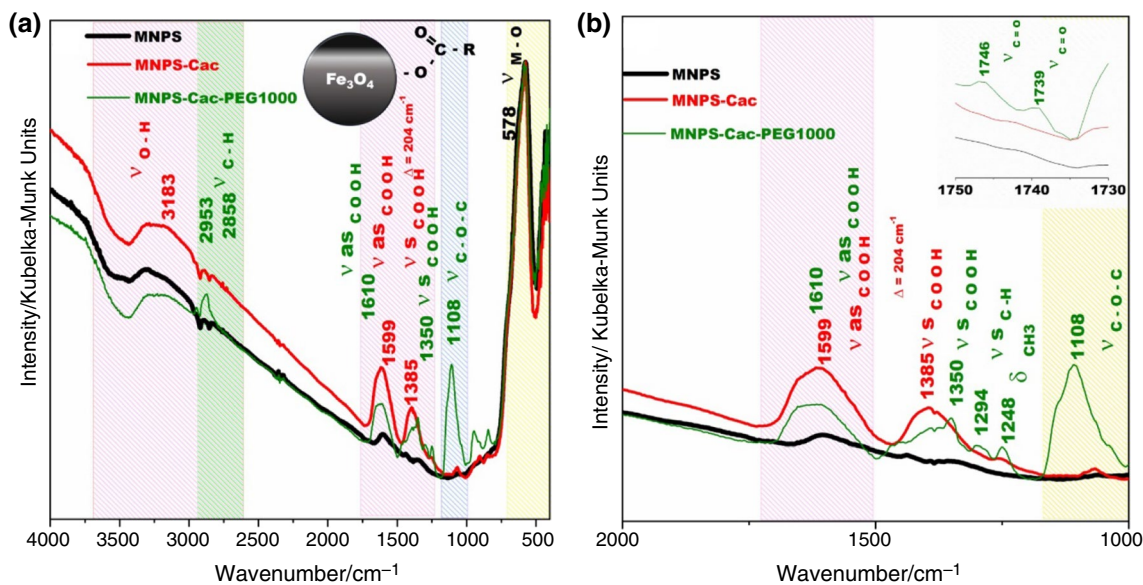 (a)
MNPS
MNPS-Cac
MNPS-Cac-PEG1000
Fe3O4
O
C - R
- O
ν O - H
3183
2953
2858 ν C - H
1610 ν as COOH
1599 ν as COOH
1385 ν s COOH
Δ = 204 cm-1
1350 ν s COOH
1108 ν C - O - C
578 ν M - O
Intensity/Kubelka-Munk Units
4000 3500 3000 2500 2000 1500 1000 500
Wavenumber/cm−1
(b)
MNPS
MNPS-Cac
MNPS-Cac-PEG1000
1746 ν C = O
1739 ν C = O
1750 1740 1730
1610 ν as COOH
1599 ν as COOH
Δ = 204 cm-1
1385 ν s COOH
1350 ν s COOH
1294 ν s C - H
1248 δ CH3
1108 ν C - O - C
Intensity/ Kubelka-Munk Units
2000 1500 1000
Wavenumber/cm−1